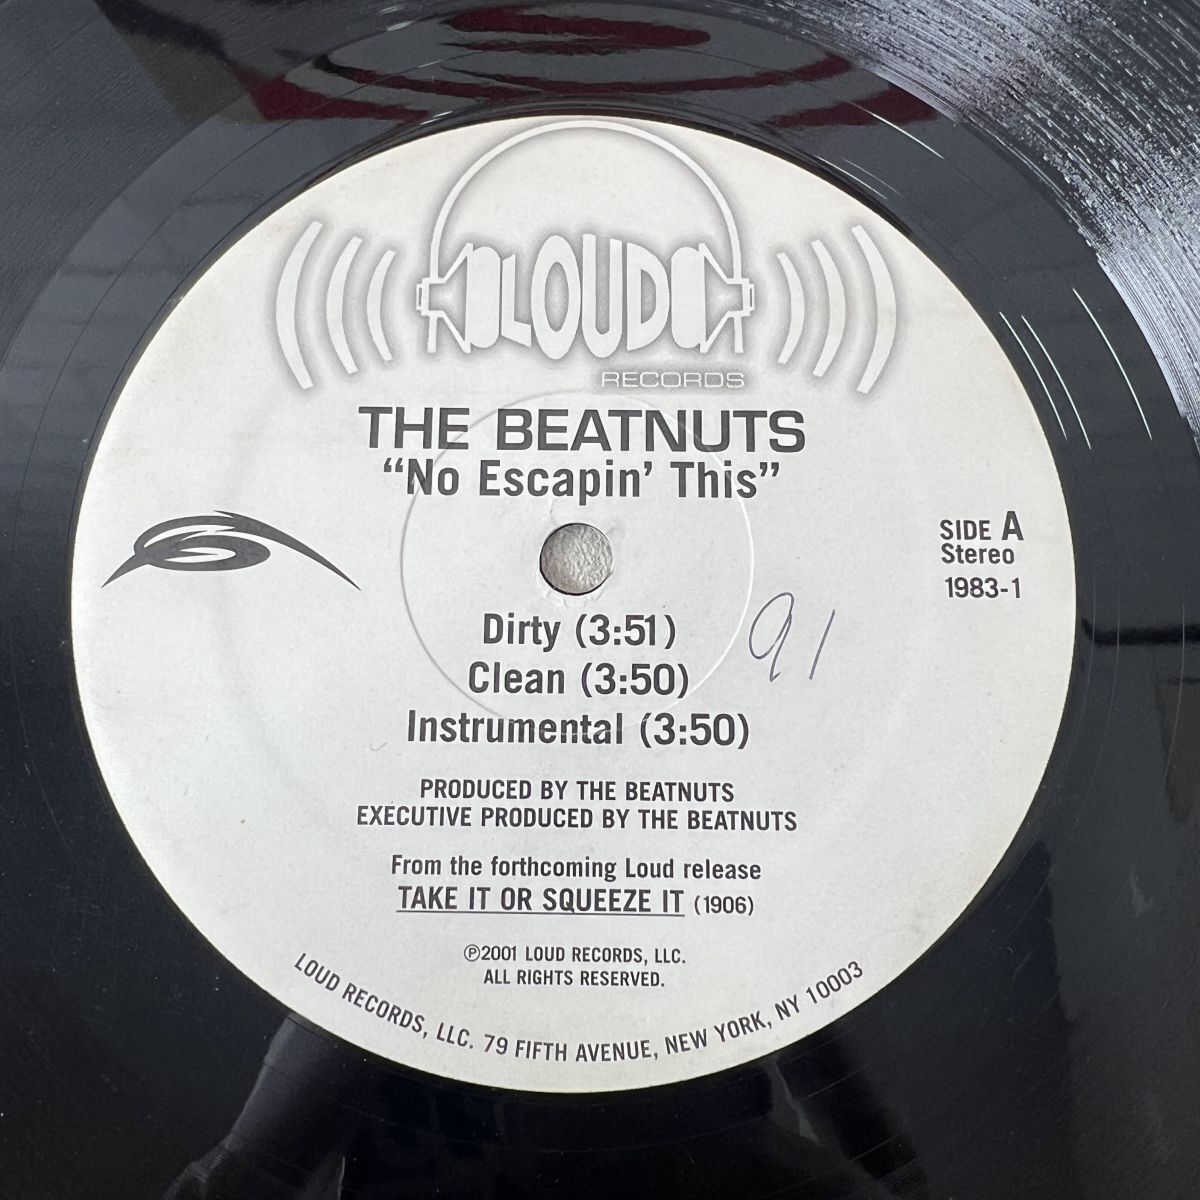 LOUD
RECORDS
THE BEATNUTS
“No Escapin’ This”
SIDE A
Stereo
1983-1
Dirty (3:51)
Clean (3:50)
Instrumental (3:50)
91
PRODUCED BY THE BEATNUTS
EXECUTIVE PRODUCED BY THE BEATNUTS
From the forthcoming Loud release
TAKE IT OR SQUEEZE IT (1906)
℗2001 LOUD RECORDS, LLC.
ALL RIGHTS RESERVED.
LOUD RECORDS, LLC. 79 FIFTH AVENUE, NEW YORK, NY 10003